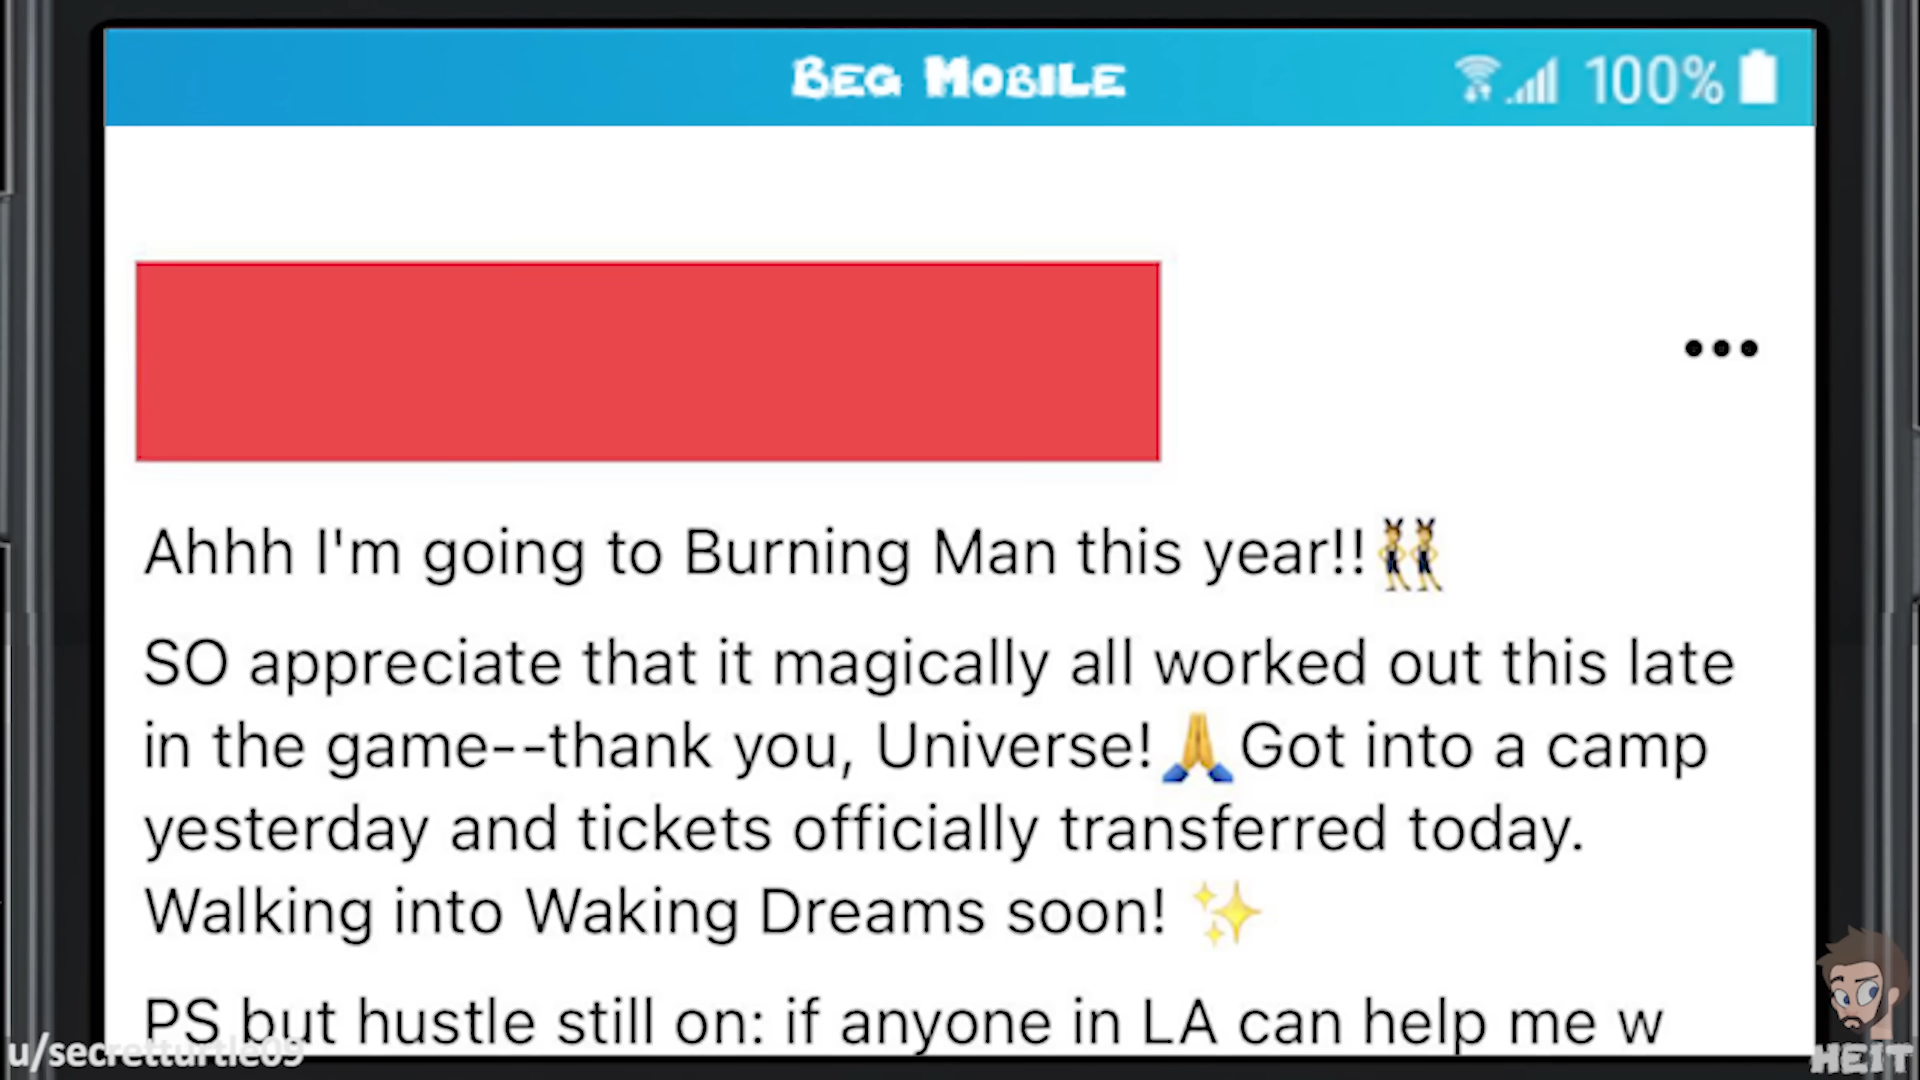 BEG MOBILE
100%
Ahhh I'm going to Burning Man this year!!👯
SO appreciate that it magically all worked out this late
in the game--thank you, Universe!🙏Got into a camp
yesterday and tickets officially transferred today.
Walking into Waking Dreams soon! ✨
PS but hustle still on: if anyone in LA can help me w
u/secretturtle09
HEIT